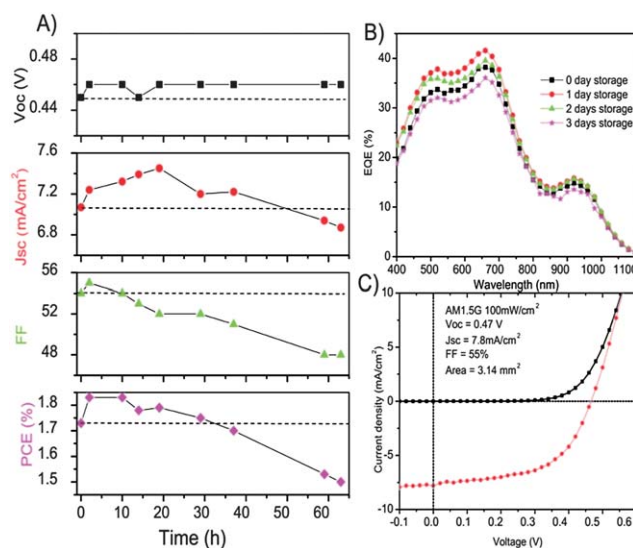 A)
0.48
0.44
Voc (V)
7.6
7.2
6.8
Jsc (mA/cm²)
56
52
48
FF
1.8
1.7
1.6
1.5
PCE (%)
0 10 20 30 40 50 60
Time (h)
B)
40
30
20
10
0
EQE (%)
0 day storage
1 day storage
2 days storage
3 days storage
400 500 600 700 800 900 1000 1100
Wavelength (nm)
C)
10
5
0
-5
-10
Current density (mA/cm²)
AM1.5G 100mW/cm²
Voc = 0.47 V
Jsc = 7.8mA/cm²
FF = 55%
Area = 3.14 mm²
-0.1 0.0 0.1 0.2 0.3 0.4 0.5 0.6
Voltage (V)